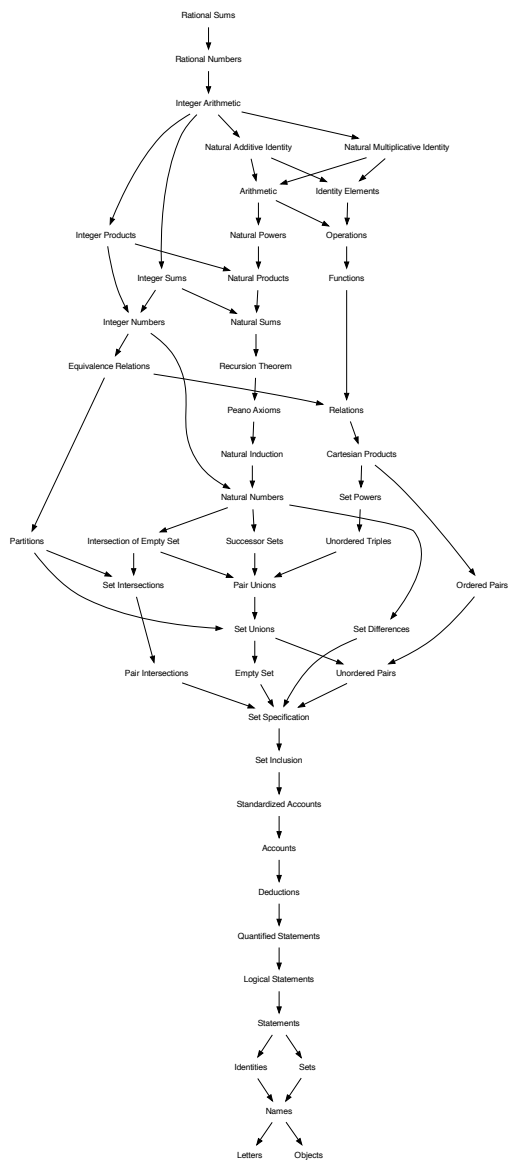 Rational Sums
Rational Numbers
Integer Arithmetic
Natural Additive Identity
Natural Multiplicative Identity
Arithmetic
Identity Elements
Integer Products
Natural Powers
Operations
Integer Sums
Natural Products
Functions
Integer Numbers
Natural Sums
Equivalence Relations
Recursion Theorem
Peano Axioms
Relations
Natural Induction
Cartesian Products
Natural Numbers
Set Powers
Partitions
Intersection of Empty Set
Successor Sets
Unordered Triples
Set Intersections
Pair Unions
Ordered Pairs
Set Unions
Set Differences
Pair Intersections
Empty Set
Unordered Pairs
Set Specification
Set Inclusion
Standardized Accounts
Accounts
Deductions
Quantified Statements
Logical Statements
Statements
Identities
Sets
Names
Letters
Objects